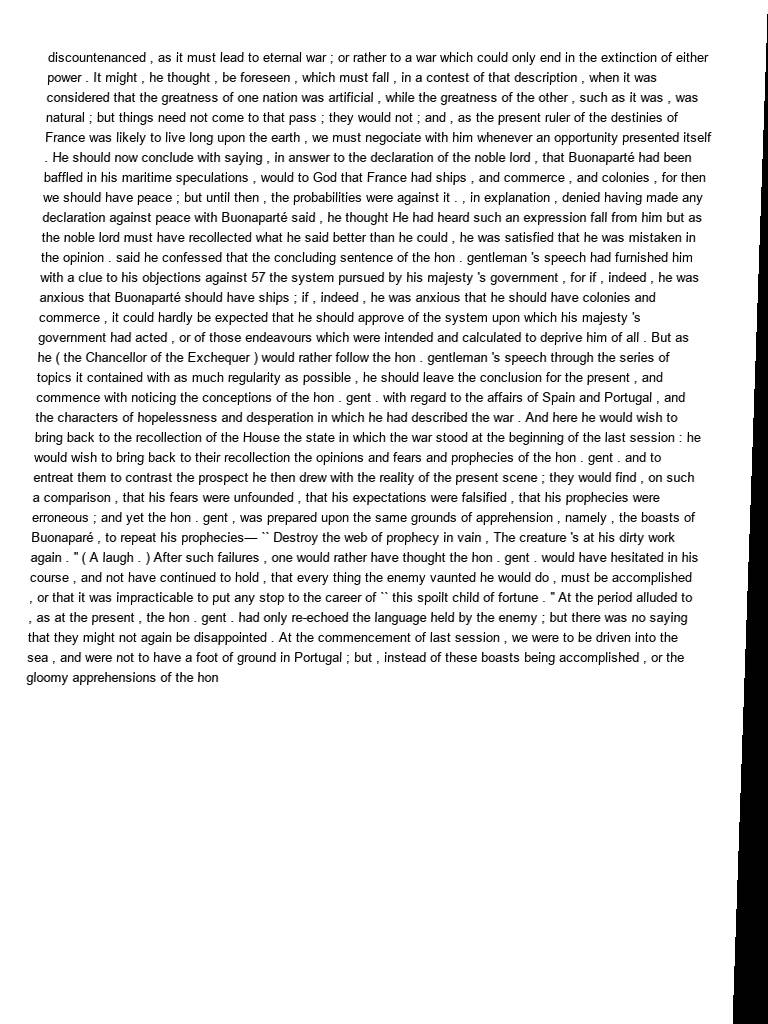 discountenanced , as it must lead to eternal war ; or rather to a war which could only end in the extinction of either
power . It might , he thought , be foreseen , which must fall , in a contest of that description , when it was
considered that the greatness of one nation was artificial , while the greatness of the other , such as it was , was
natural ; but things need not come to that pass ; they would not ; and , as the present ruler of the destinies of
France was likely to live long upon the earth , we must negociate with him whenever an opportunity presented itself
. He should now conclude with saying , in answer to the declaration of the noble lord , that Buonaparté had been
baffled in his maritime speculations , would to God that France had ships , and commerce , and colonies , for then
we should have peace ; but until then , the probabilities were against it . , in explanation , denied having made any
declaration against peace with Buonaparté said , he thought He had heard such an expression fall from him but as
the noble lord must have recollected what he said better than he could , he was satisfied that he was mistaken in
the opinion . said he confessed that the concluding sentence of the hon . gentleman 's speech had furnished him
with a clue to his objections against 57 the system pursued by his majesty 's government , for if , indeed , he was
anxious that Buonaparté should have ships ; if , indeed , he was anxious that he should have colonies and
commerce , it could hardly be expected that he should approve of the system upon which his majesty 's
government had acted , or of those endeavours which were intended and calculated to deprive him of all . But as
he ( the Chancellor of the Exchequer ) would rather follow the hon . gentleman 's speech through the series of
topics it contained with as much regularity as possible , he should leave the conclusion for the present , and
commence with noticing the conceptions of the hon . gent . with regard to the affairs of Spain and Portugal , and
the characters of hopelessness and desperation in which he had described the war . And here he would wish to
bring back to the recollection of the House the state in which the war stood at the beginning of the last session : he
would wish to bring back to their recollection the opinions and fears and prophecies of the hon . gent . and to
entreat them to contrast the prospect he then drew with the reality of the present scene ; they would find , on such
a comparison , that his fears were unfounded , that his expectations were falsified , that his prophecies were
erroneous ; and yet the hon . gent , was prepared upon the same grounds of apprehension , namely , the boasts of
Buonaparé , to repeat his prophecies— `` Destroy the web of prophecy in vain , The creature 's at his dirty work
again . '' ( A laugh . ) After such failures , one would rather have thought the hon . gent . would have hesitated in his
course , and not have continued to hold , that every thing the enemy vaunted he would do , must be accomplished
, or that it was impracticable to put any stop to the career of `` this spoilt child of fortune . '' At the period alluded to
, as at the present , the hon . gent . had only re-echoed the language held by the enemy ; but there was no saying
that they might not again be disappointed . At the commencement of last session , we were to be driven into the
sea , and were not to have a foot of ground in Portugal ; but , instead of these boasts being accomplished , or the
gloomy apprehensions of the hon